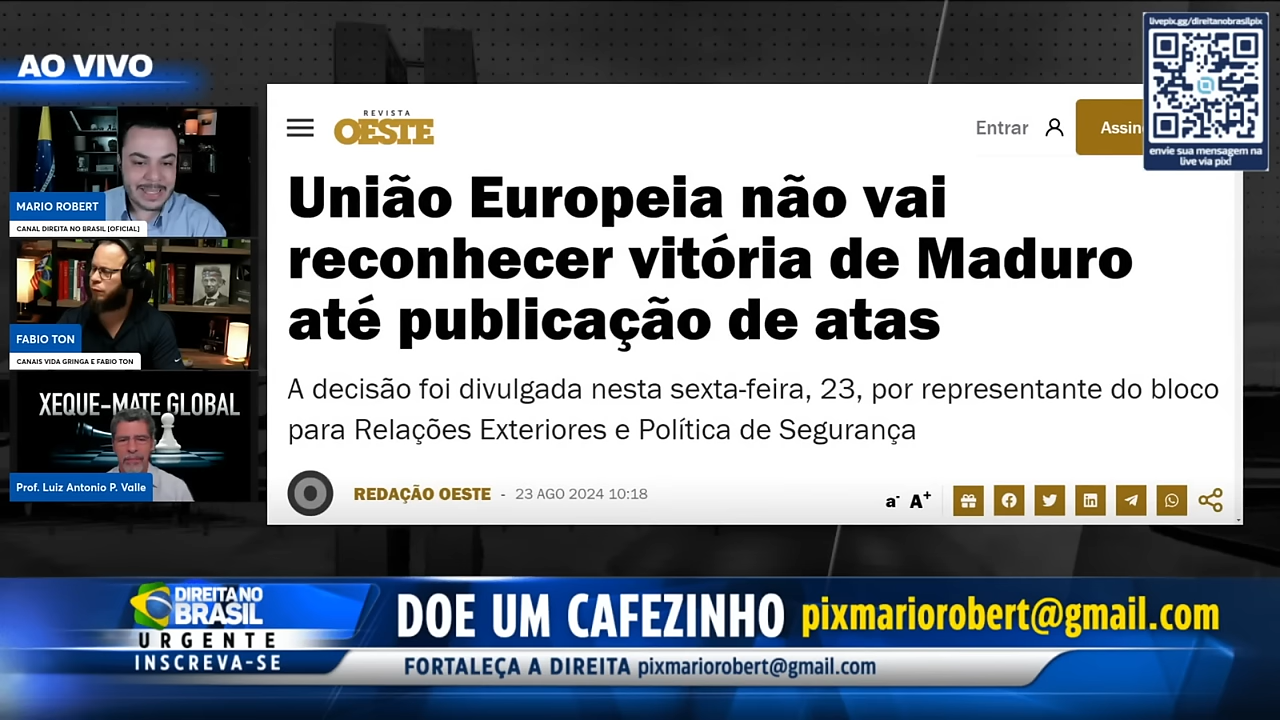 AO VIVO
livepix.gg/direitanobrasilpix
envie sua mensagem na
live via pix!
MARIO ROBERT
CANAL DIREITA NO BRASIL [OFICIAL]
FABIO TON
CANAIS VIDA GRINGA E FABIO TON
XEQUE-MATE GLOBAL
Prof. Luiz Antonio P. Valle
REVISTA
OESTE
Entrar
Assin
União Europeia não vai
reconhecer vitória de Maduro
até publicação de atas
A decisão foi divulgada nesta sexta-feira, 23, por representante do bloco
para Relações Exteriores e Política de Segurança
REDAÇÃO OESTE - 23 AGO 2024 10:18
a- A+
DIREITA NO
BRASIL
URGENTE
INSCREVA-SE
DOE UM CAFEZINHO pixmariorobert@gmail.com
FORTALEÇA A DIREITA pixmariorobert@gmail.com